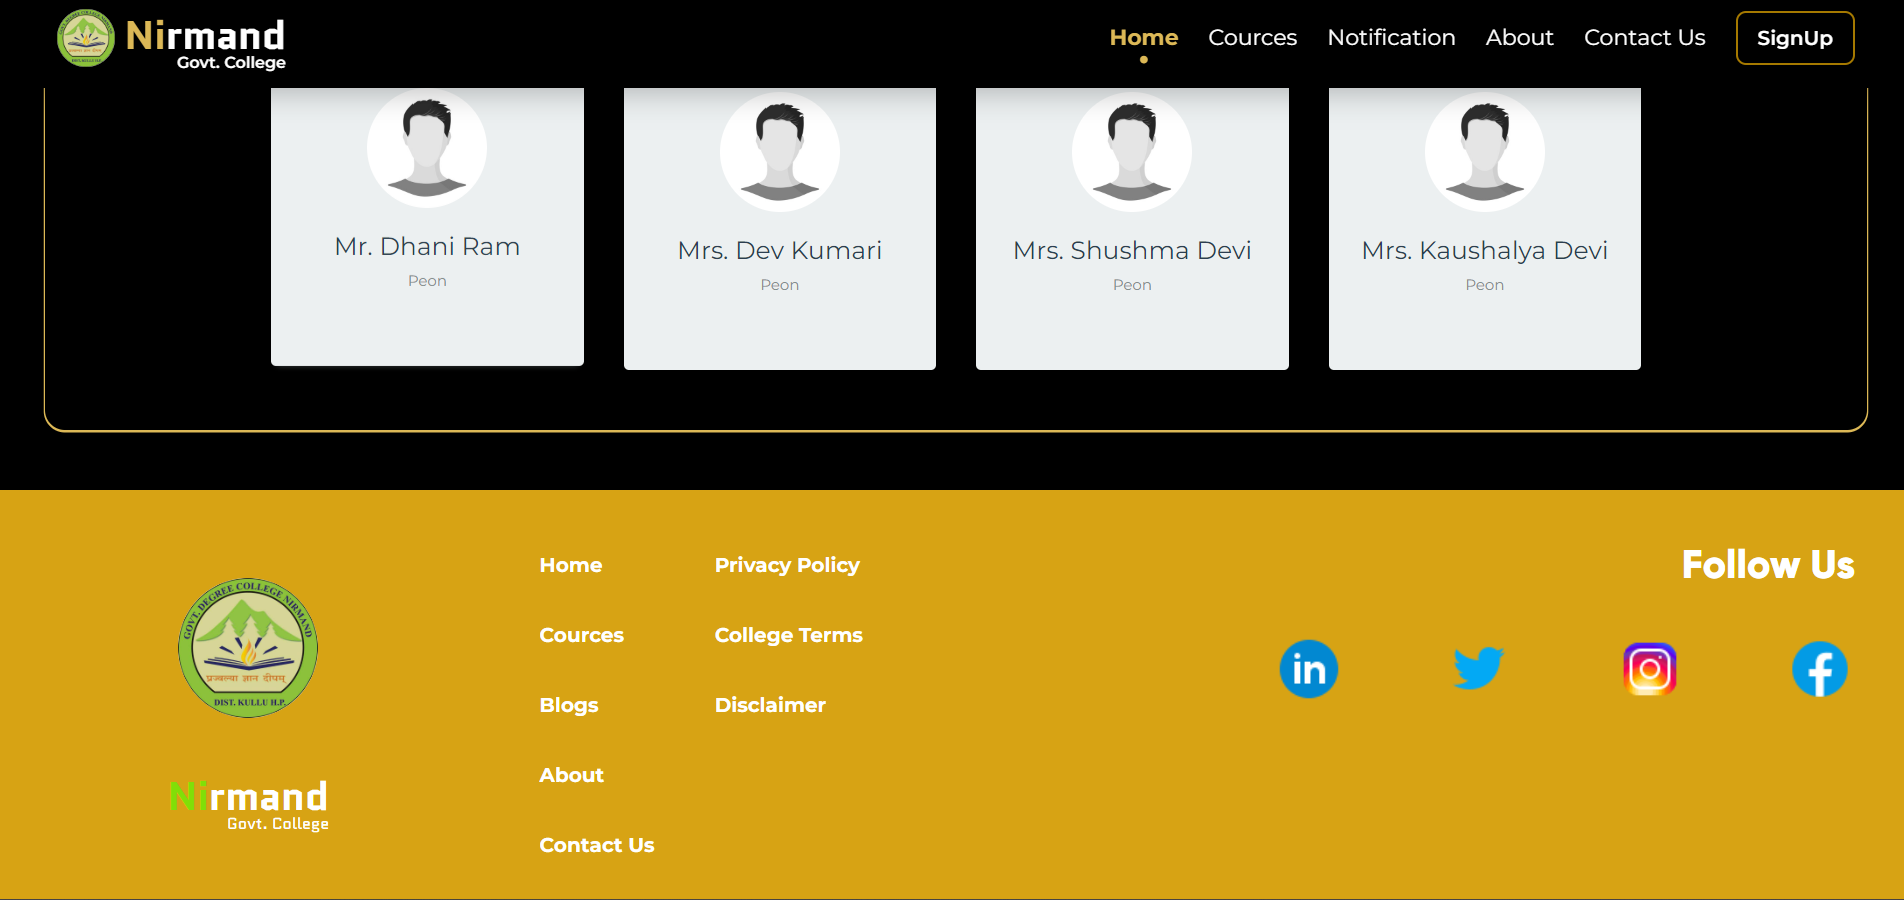 Nirmand
Govt. College
Home Cources Notification About Contact Us SignUp
Mr. Dhani Ram
Peon
Mrs. Dev Kumari
Peon
Mrs. Shushma Devi
Peon
Mrs. Kaushalya Devi
Peon
GOVT. DEGREE COLLEGE NIRMAND
प्रज्वल्या ज्ञान दीपम्
DIST. KULLU H.P.
Nirmand
Govt. College
Home
Cources
Blogs
About
Contact Us
Privacy Policy
College Terms
Disclaimer
Follow Us
in